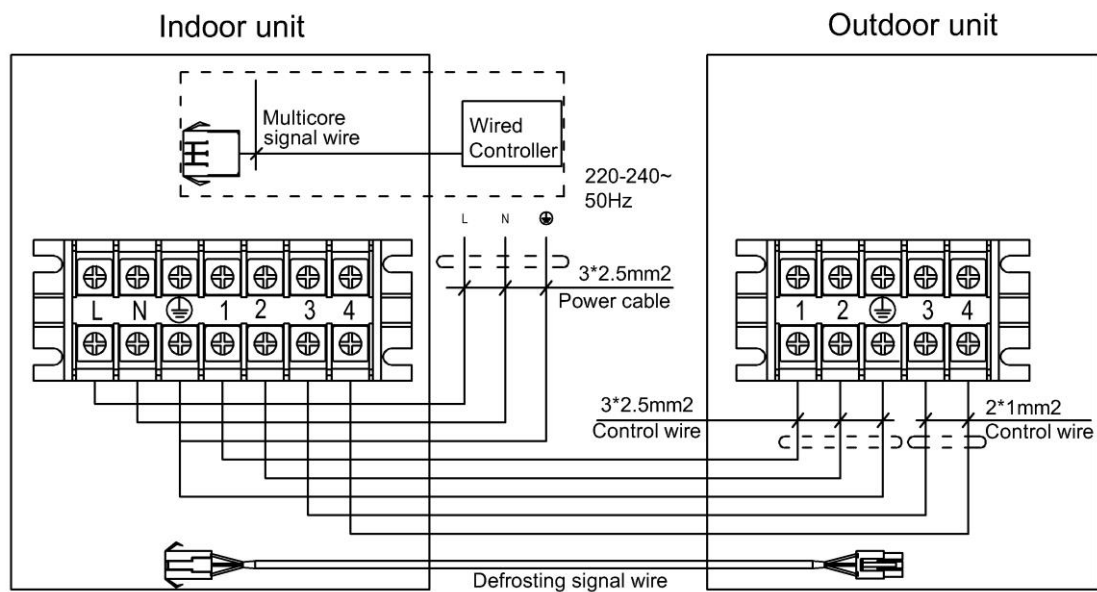 Indoor unit
Outdoor unit
Multicore
signal wire
Wired
Controller
220-240~
50Hz
L N
3*2.5mm2
Power cable
L N 1 2 3 4
1 2 3 4
3*2.5mm2
Control wire
2*1mm2
Control wire
Defrosting signal wire